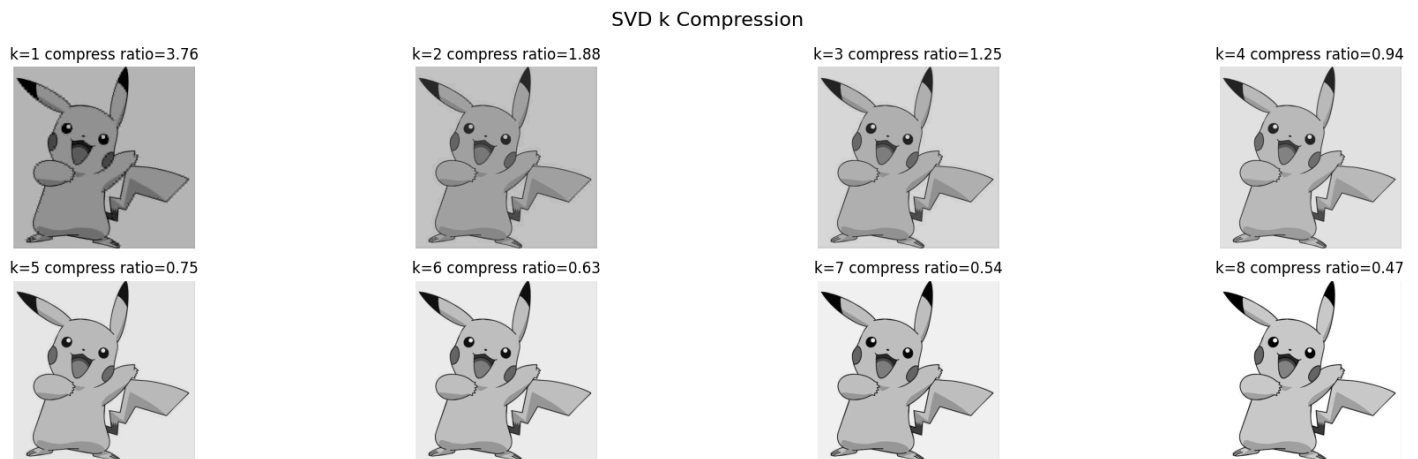 SVD k Compression
k=1 compress ratio=3.76
k=2 compress ratio=1.88
k=3 compress ratio=1.25
k=4 compress ratio=0.94
k=5 compress ratio=0.75
k=6 compress ratio=0.63
k=7 compress ratio=0.54
k=8 compress ratio=0.47